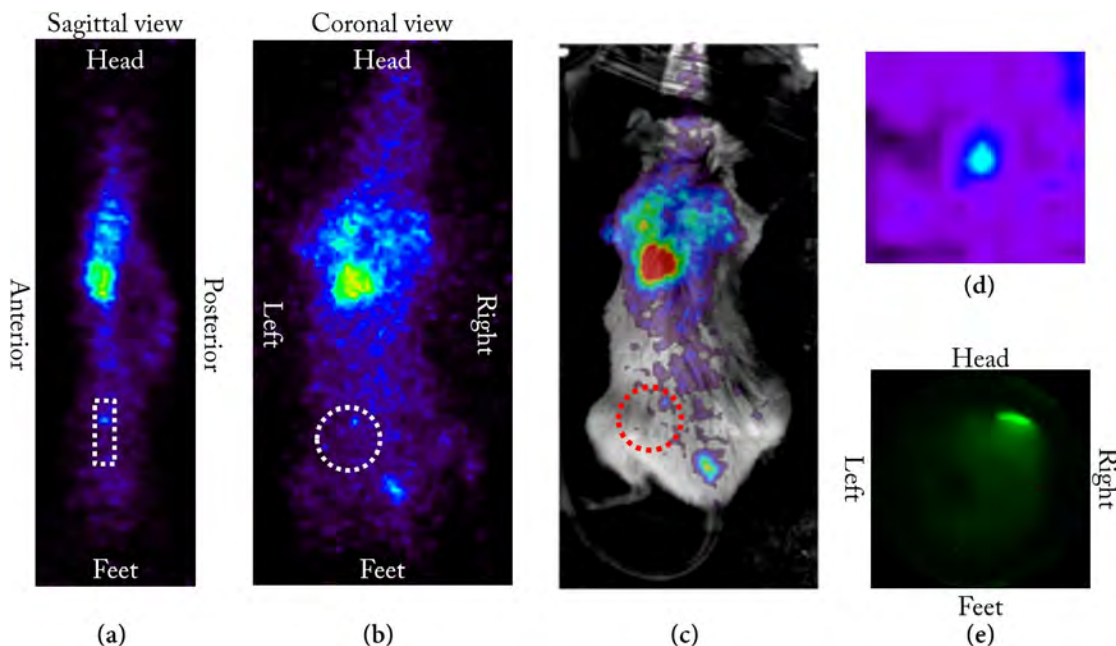 Sagittal view
Coronal view
Head
Head
Anterior
Posterior
Left
Right
Feet
Feet
(a)
(b)
(c)
(d)
Head
Left
Right
Feet
(e)